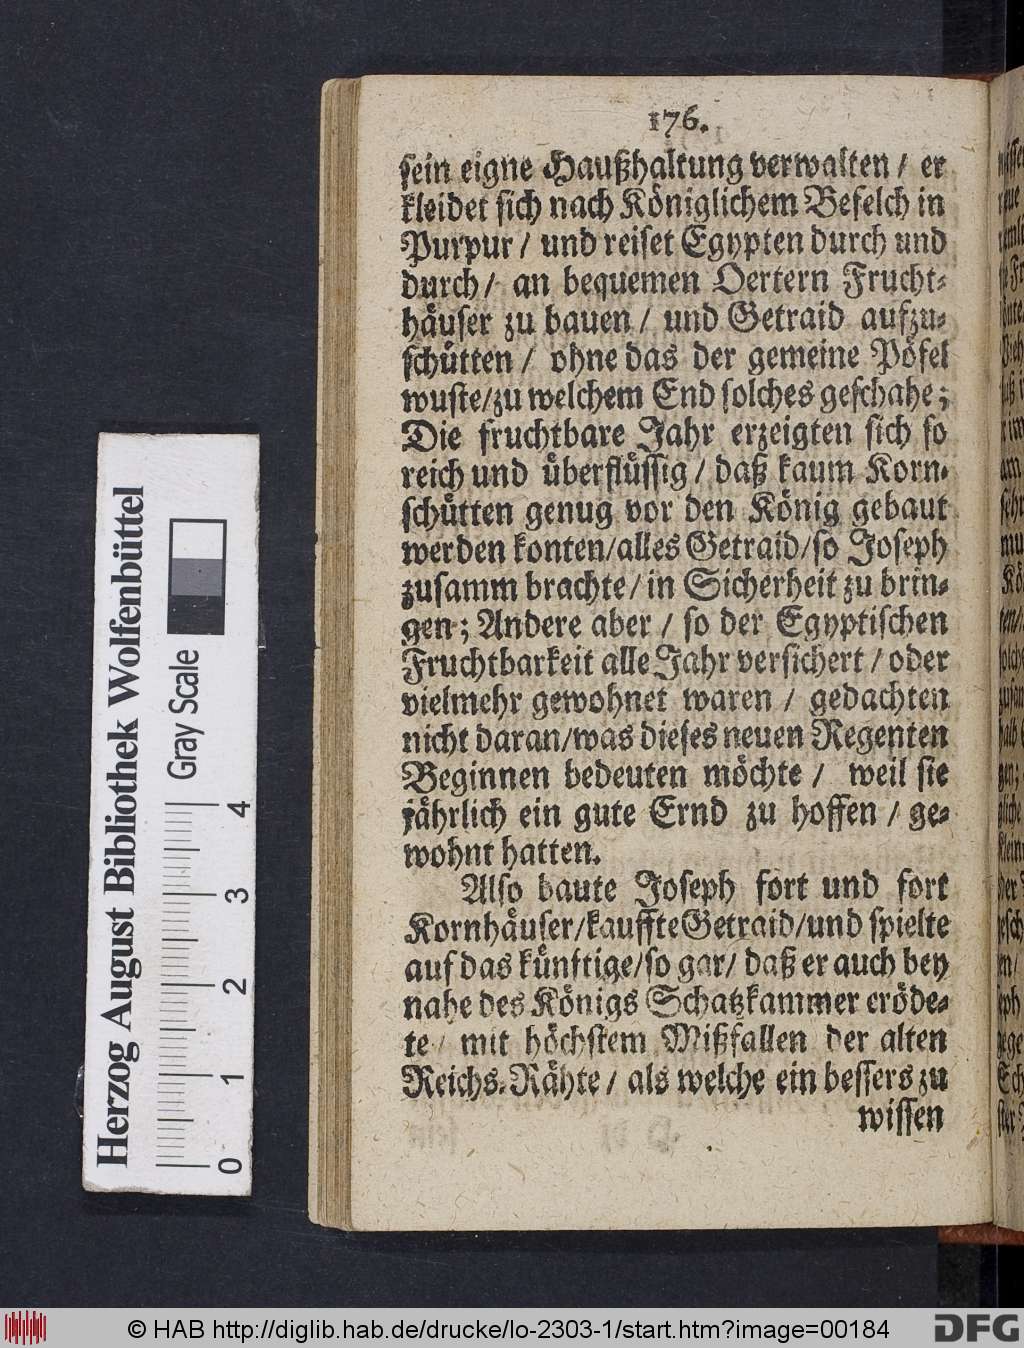 176.
sein eigne Haußhaltung verwalten / er
kleidet sich nach Königlichem Befelch in
Purpur / und reiset Egypten durch und
durch / an bequemen Oertern Frucht-
häuser zu bauen / und Getraid aufzu-
schütten / ohne das der gemeine Pöfel
wuste/zu welchem End solches geschahe;
Die fruchtbare Jahr erzeigten sich so
reich und überflüssig / daß kaum Korn-
schütten genug vor den König gebaut
werden konten/alles Getraid/so Joseph
zusamm brachte/in Sicherheit zu brin-
gen; Andere aber / so der Egyptischen
Fruchtbarkeit alle Jahr versichert / oder
vielmehr gewohnet waren / gedachten
nicht daran/was dieses neuen Regenten
Beginnen bedeuten möchte / weil sie
jährlich ein gute Ernd zu hoffen / ge-
wohnt hatten.
Also baute Joseph fort und fort
Kornhäuser/kauffte Getraid/und spielte
auf das künftige/so gar/ daß er auch bey
nahe des Königs Schatzkammer eröde-
te / mit höchstem Mißfallen der alten
Reichs-Rähte / als welche ein bessers zu
wissen
Herzog August Bibliothek Wolfenbüttel
Gray Scale
0 1 2 3 4
© HAB http://diglib.hab.de/drucke/lo-2303-1/start.htm?image=00184
DFG